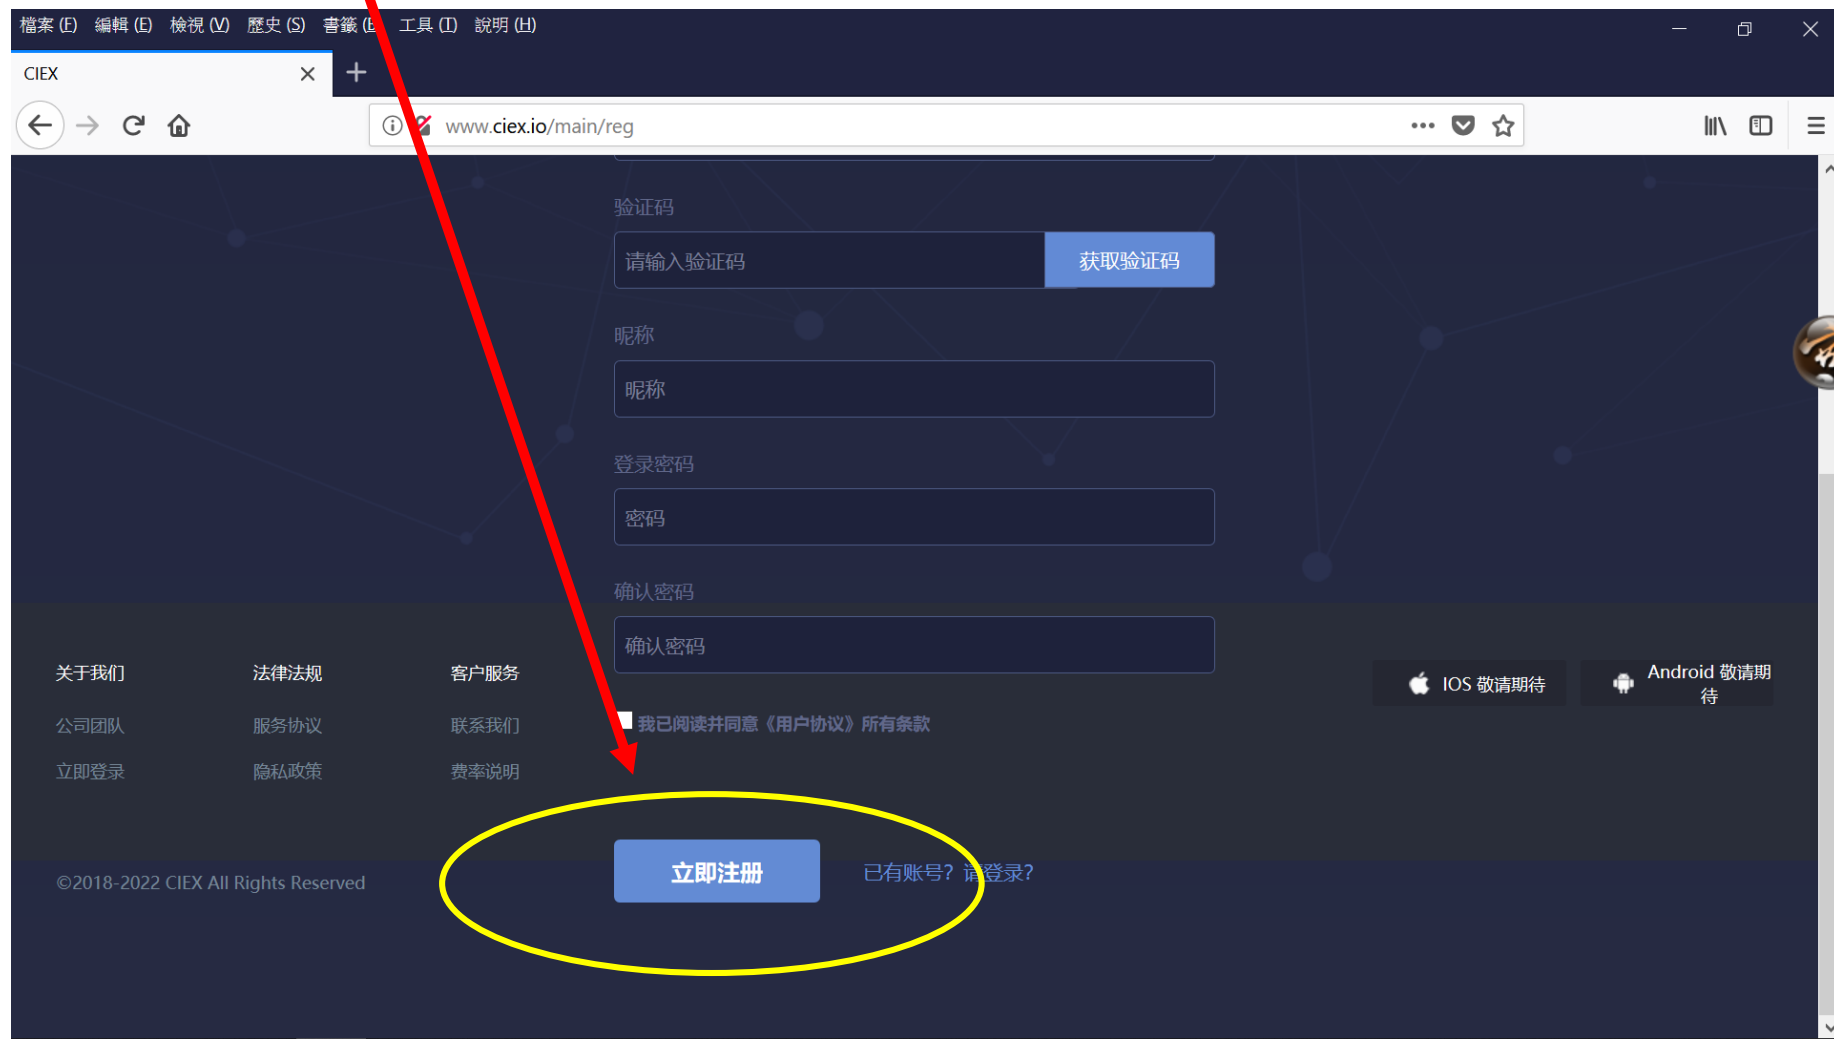 檔案 (F) 編輯 (E) 檢視 (V) 歷史 (S) 書籤 工具 (T) 說明 (H)
CIEX
www.ciex.io/main/reg
验证码
请输入验证码 获取验证码
昵称
昵称
登录密码
密码
确认密码
确认密码
关于我们 法律法规 客户服务
公司团队 服务协议 联系我们
立即登录 隐私政策 费率说明
IOS 敬请期待
Android 敬请期
待
我已阅读并同意《用户协议》所有条款
立即注册 已有账号? 请登录?
©2018-2022 CIEX All Rights Reserved